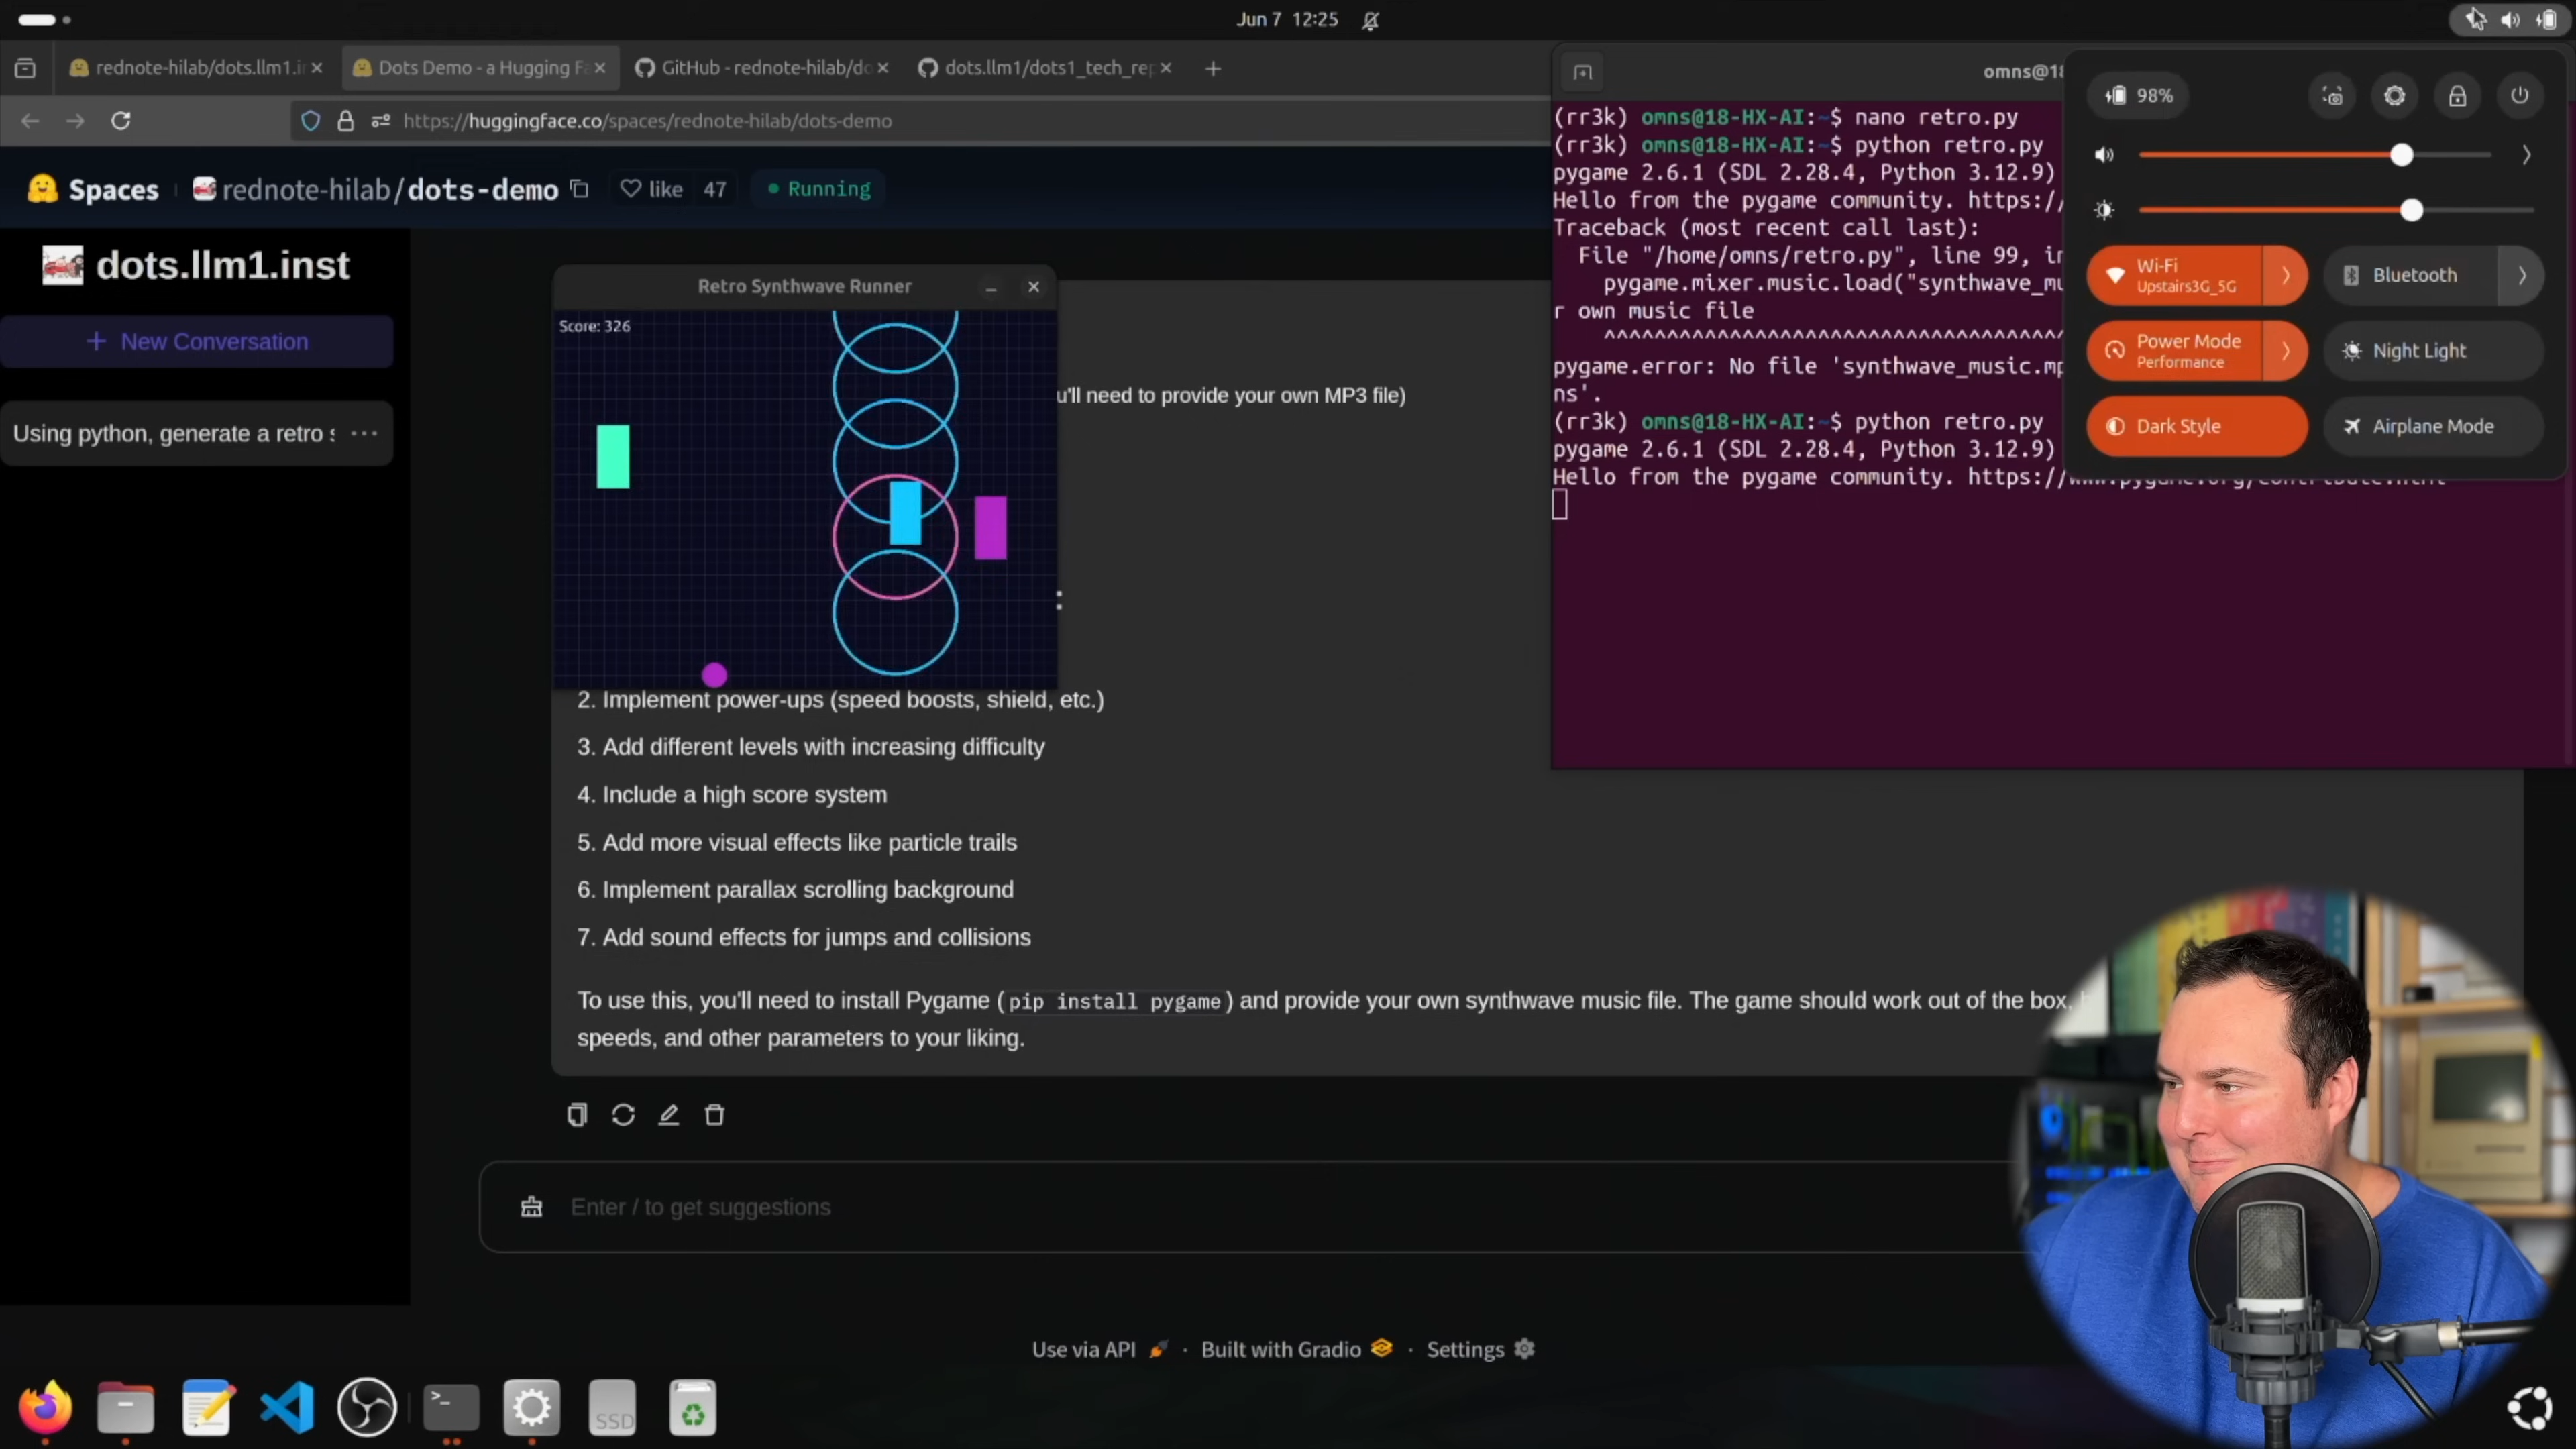 Jun 7 12:25
rednote-hilab/dots.llm1.i
Dots Demo - a Hugging Fa
GitHub - rednote-hilab/do
dots.llm1/dots1_tech_rep
https://huggingface.co/spaces/rednote-hilab/dots-demo
Spaces
rednote-hilab/dots-demo
like 47
Running
dots.llm1.inst
+ New Conversation
Using python, generate a retro s ···
Retro Synthwave Runner
Score: 326
u'll need to provide your own MP3 file)
:
2. Implement power-ups (speed boosts, shield, etc.)
3. Add different levels with increasing difficulty
4. Include a high score system
5. Add more visual effects like particle trails
6. Implement parallax scrolling background
7. Add sound effects for jumps and collisions
To use this, you'll need to install Pygame (pip install pygame) and provide your own synthwave music file. The game should work out of the box,
speeds, and other parameters to your liking.
Enter / to get suggestions
Use via API · Built with Gradio · Settings
omns@18
(rr3k) omns@18-HX-AI:~$ nano retro.py
(rr3k) omns@18-HX-AI:~$ python retro.py
pygame 2.6.1 (SDL 2.28.4, Python 3.12.9)
Hello from the pygame community. https:/
Traceback (most recent call last):
File "/home/omns/retro.py", line 99, in
pygame.mixer.music.load("synthwave_mu
r own music file
^^^^^^^^^^^^^^^^^^^^^^^^^^^^^^^^^^^^^
pygame.error: No file 'synthwave_music.mp
ns'.
(rr3k) omns@18-HX-AI:~$ python retro.py
pygame 2.6.1 (SDL 2.28.4, Python 3.12.9)
Hello from the pygame community. https://www.pygame.org/contribute.html
98%
Wi-Fi
Upstairs3G_5G
Bluetooth
Power Mode
Performance
Night Light
Dark Style
Airplane Mode
SSD